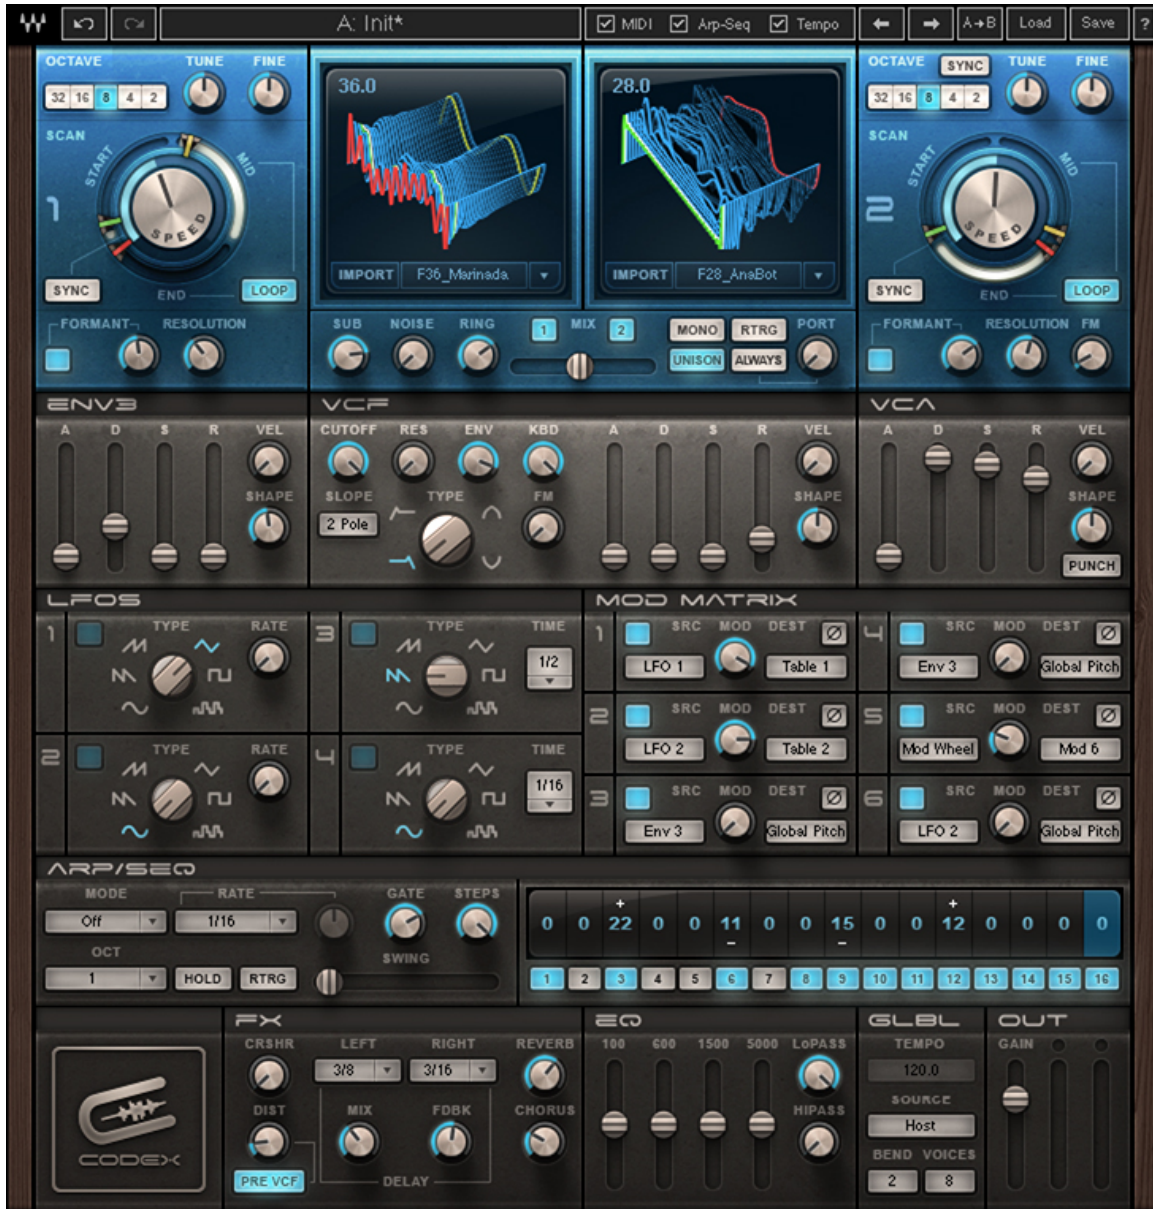 A: Init*
MIDI Arp-Seq Tempo
A→B Load Save ?
OCTAVE TUNE FINE
32 16 8 4 2
SCAN
START MID
1
SPEED
SYNC END LOOP
FORMANT RESOLUTION
36.0
IMPORT F36_Marinada
28.0
IMPORT F28_AnaBot
SUB NOISE RING 1 MIX 2 MONO RTRG PORT
UNISON ALWAYS
OCTAVE SYNC TUNE FINE
32 16 8 4 2
SCAN
START MID
2
SPEED
SYNC END LOOP
FORMANT RESOLUTION FM
ENV3
A D S R VEL
SHAPE
VCF
CUTOFF RES ENV KBD A D S R VEL
SLOPE TYPE FM SHAPE
2 Pole
VCA
A D S R VEL
SHAPE
PUNCH
LFOS
1 TYPE RATE
3 TYPE TIME
1/2
2 TYPE RATE
4 TYPE TIME
1/16
MOD MATRIX
1 SRC MOD DEST Ø
LFO 1 Table 1
4 SRC MOD DEST Ø
Env 3 Global Pitch
2 SRC MOD DEST Ø
LFO 2 Table 2
5 SRC MOD DEST Ø
Mod Wheel Mod 6
3 SRC MOD DEST Ø
Env 3 Global Pitch
6 SRC MOD DEST Ø
LFO 2 Global Pitch
ARP/SEQ
MODE RATE GATE STEPS
Off 1/16
OCT SWING
1 HOLD RTRG
+ +
0 0 22 0 0 11 0 0 15 0 0 12 0 0 0 0
– –
1 2 3 4 5 6 7 8 9 10 11 12 13 14 15 16
CODEX
FX
CRSHR LEFT RIGHT REVERB
3/8 3/16
DIST MIX FDBK CHORUS
PRE VCF DELAY
EQ
100 600 1500 5000 LoPASS
HIPASS
GLBL
TEMPO
120.0
SOURCE
Host
BEND VOICES
2 8
OUT
GAIN